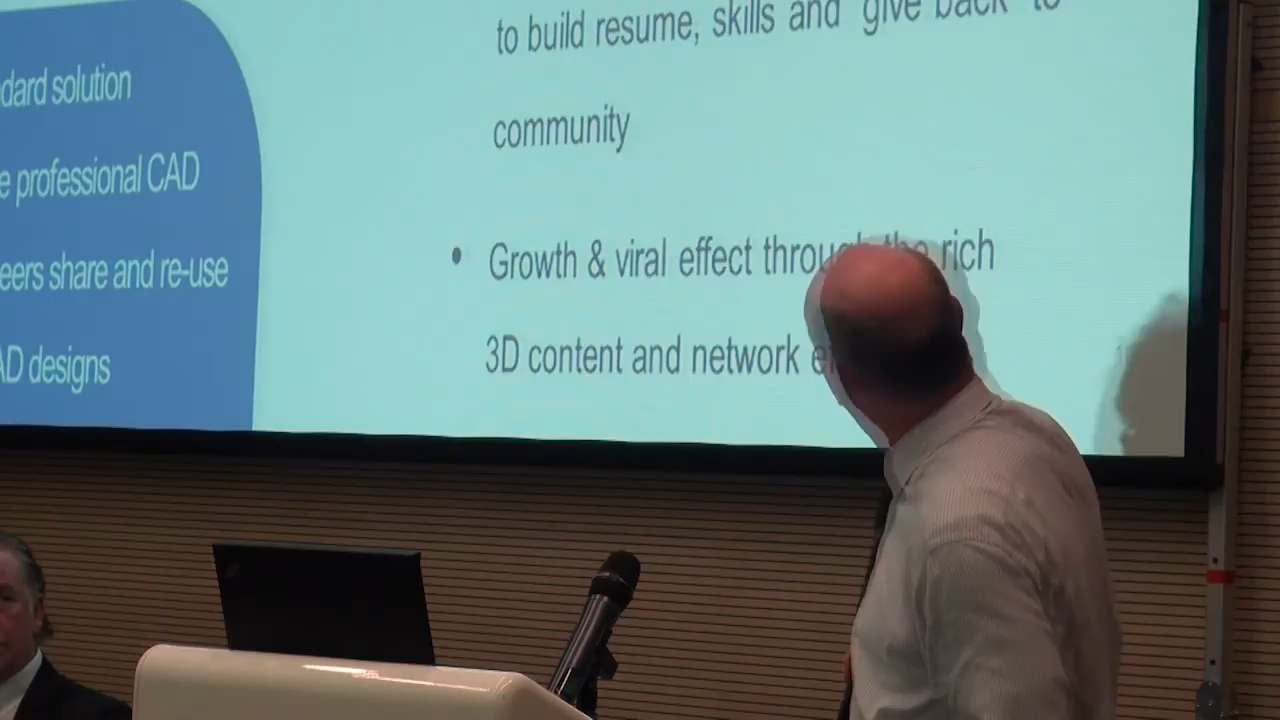 dard solution
e professional CAD
eers share and re-use
AD designs
to build resume, skills and "give back" to
community
• Growth & viral effect through the rich
3D content and network